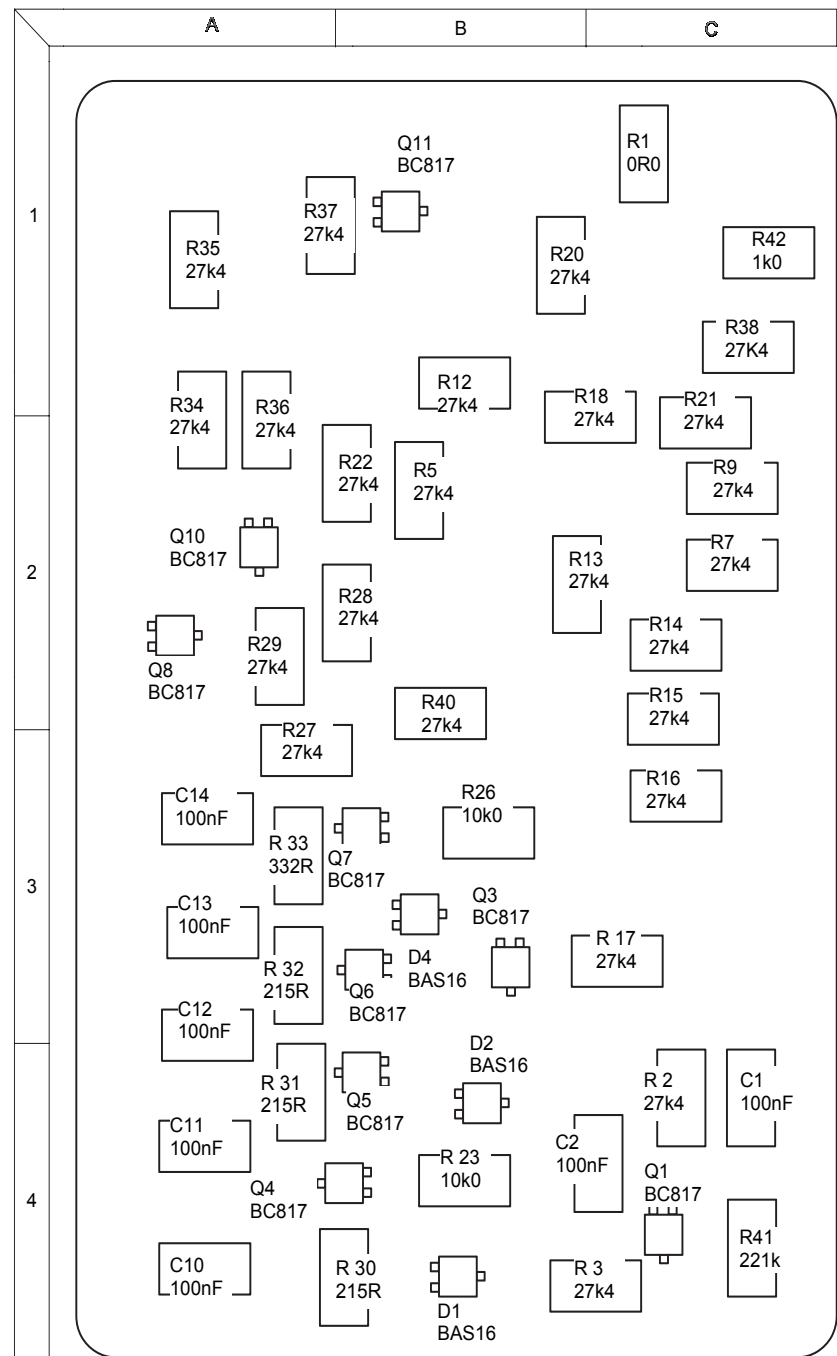 A
B
C
1
2
3
4
R1
0R0
Q11
BC817
R37
27k4
R35
27k4
R20
27k4
R42
1k0
R38
27K4
R12
27k4
R18
27k4
R21
27k4
R34
27k4
R36
27k4
R22
27k4
R5
27k4
R9
27k4
Q10
BC817
R13
27k4
R7
27k4
R28
27k4
R14
27k4
R29
27k4
Q8
BC817
R40
27k4
R15
27k4
R27
27k4
R16
27k4
C14
100nF
R26
10k0
R 33
332R
Q7
BC817
Q3
BC817
C13
100nF
R 17
27k4
R 32
215R
D4
BAS16
Q6
BC817
C12
100nF
D2
BAS16
R 31
215R
R 2
27k4
C1
100nF
Q5
BC817
C11
100nF
C2
100nF
R 23
10k0
Q4
BC817
Q1
BC817
R41
221k
C10
100nF
R 30
215R
R 3
27k4
D1
BAS16